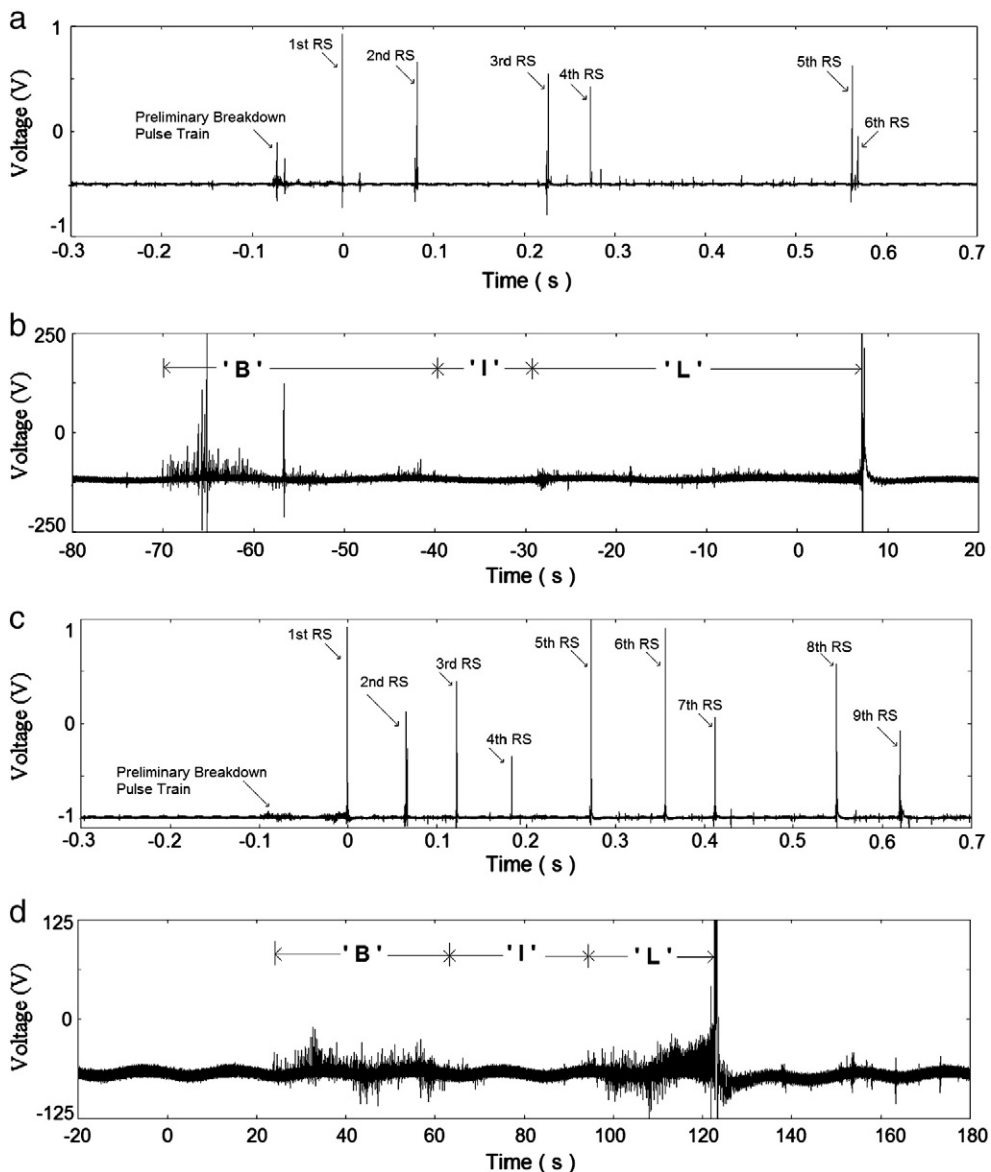 a
1
0
-1
Voltage (V)
1st RS
2nd RS
3rd RS
4th RS
5th RS
6th RS
Preliminary Breakdown
Pulse Train
-0.3 -0.2 -0.1 0 0.1 0.2 0.3 0.4 0.5 0.6 0.7
Time ( s )
b
250
0
-250
Voltage (V)
' B ' ' I ' ' L '
-80 -70 -60 -50 -40 -30 -20 -10 0 10 20
Time ( s )
c
1
0
-1
Voltage (V)
1st RS
2nd RS
3rd RS
4th RS
5th RS
6th RS
7th RS
8th RS
9th RS
Preliminary Breakdown
Pulse Train
-0.3 -0.2 -0.1 0 0.1 0.2 0.3 0.4 0.5 0.6 0.7
Time ( s )
d
125
0
-125
Voltage (V)
' B ' ' I ' ' L '
-20 0 20 40 60 80 100 120 140 160 180
Time ( s )